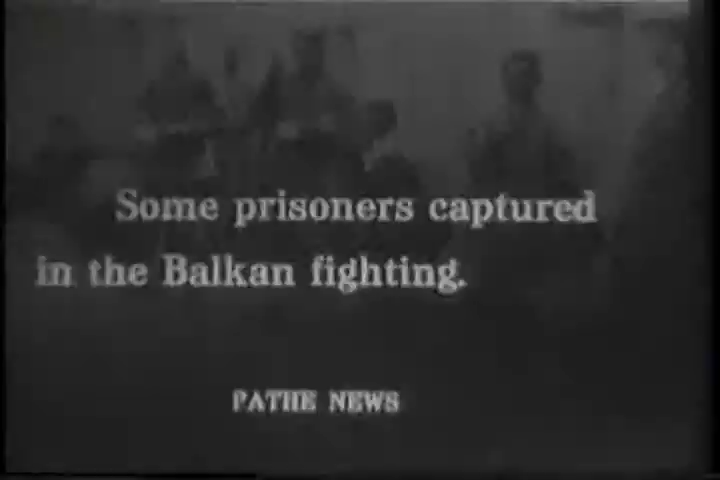 Some prisoners captured
in the Balkan fighting.
PATHE NEWS